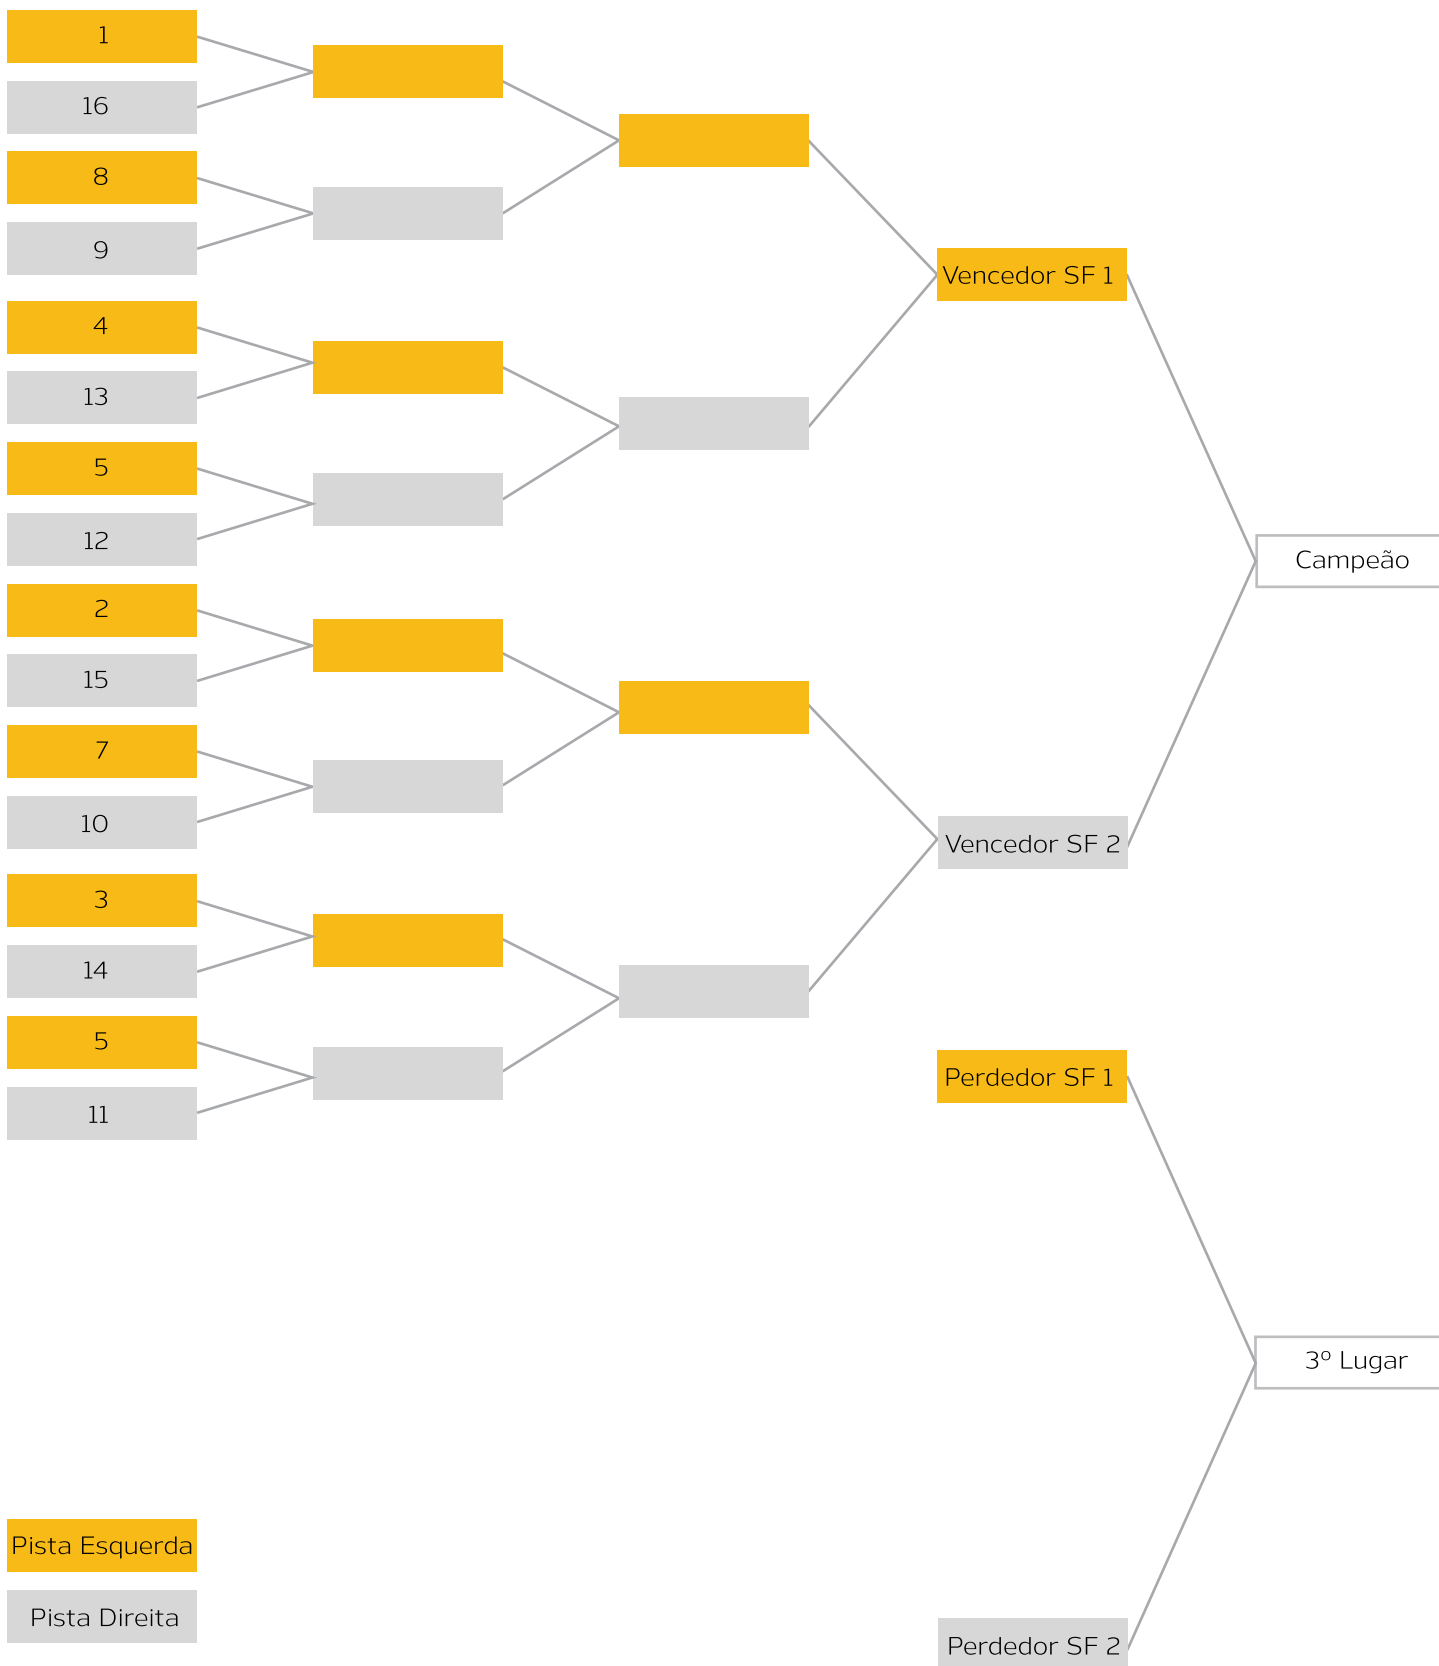 1
16
8
9
4
13
5
12
2
15
7
10
3
14
5
11
Vencedor SF 1
Vencedor SF 2
Campeão
Perdedor SF 1
Perdedor SF 2
3º Lugar
Pista Esquerda
Pista Direita